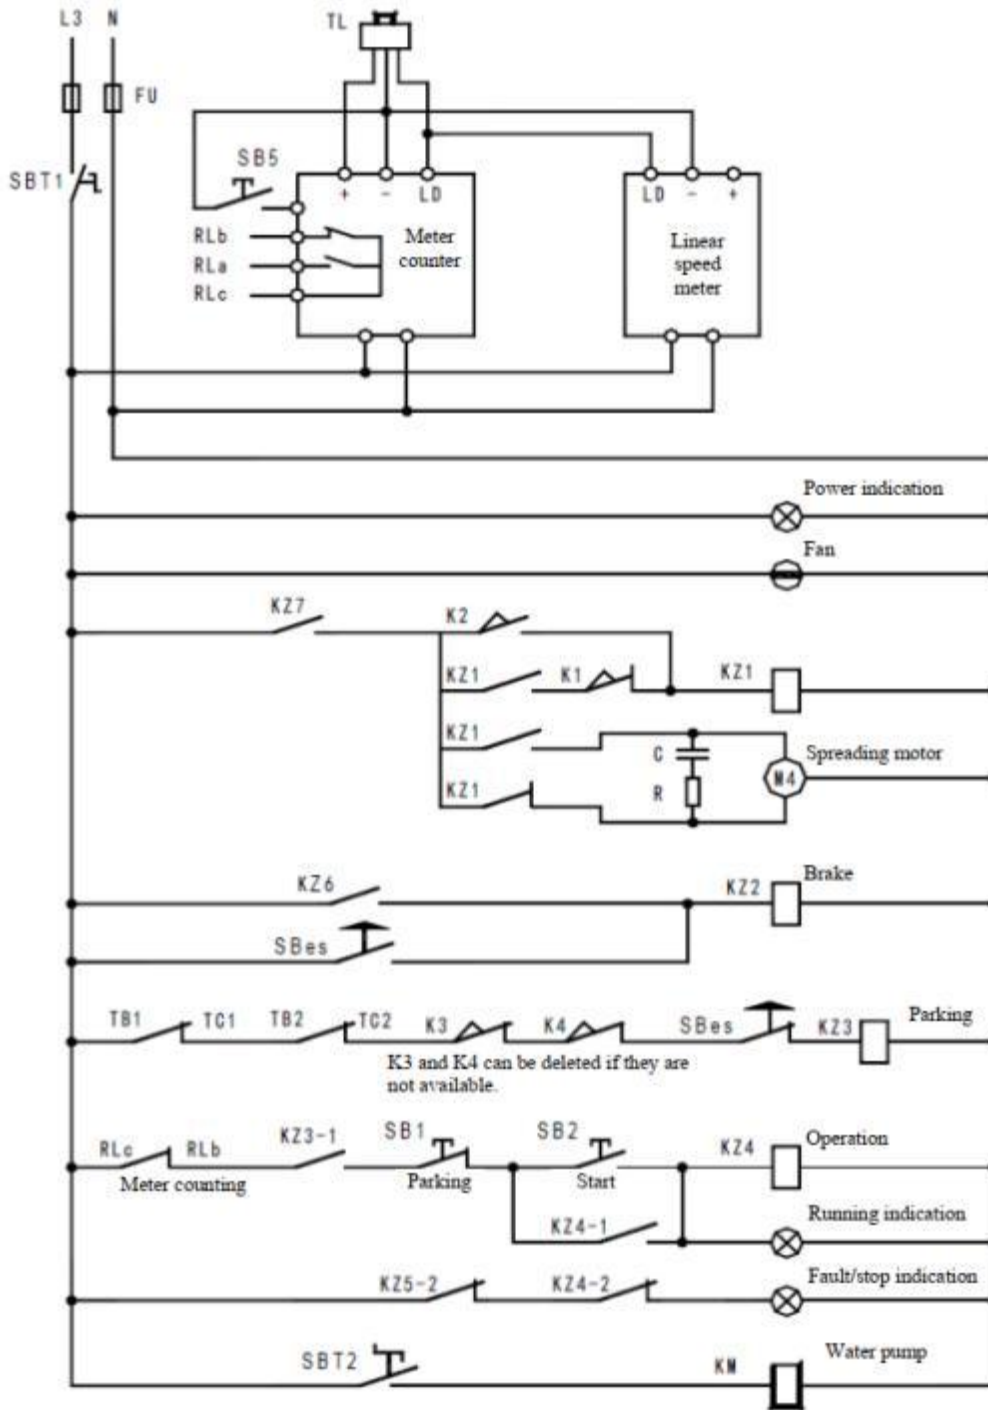 L3 N TL
FU
SBT1
SB5
+ - LD
LD - +
RLb
RLa
RLc
Meter
counter
Linear
speed
meter
Power indication
Fan
KZ7
K2
KZ1
K1
KZ1
KZ1
C
R
M4
Spreading motor
KZ1
KZ6
KZ2
Brake
SBes
TB1
TC1
TB2
TC2
K3
K4
SBes
KZ3
Parking
K3 and K4 can be deleted if they are
not available.
RLc
RLb
KZ3-1
SB1
SB2
KZ4
Operation
Meter counting
Parking
Start
KZ4-1
Running indication
KZ5-2
KZ4-2
Fault/stop indication
SBT2
KM
Water pump